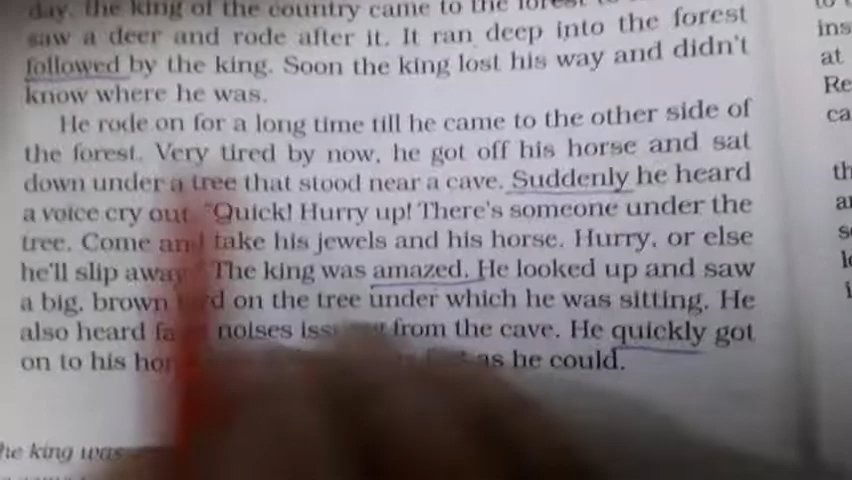 day, the king of the country came to the forest
saw a deer and rode after it. It ran deep into the forest
followed by the king. Soon the king lost his way and didn't
know where he was.
He rode on for a long time till he came to the other side of
the forest. Very tired by now, he got off his horse and sat
down under a tree that stood near a cave. Suddenly he heard
a voice cry out, "Quick! Hurry up! There's someone under the
tree. Come and take his jewels and his horse. Hurry, or else
he'll slip away." The king was amazed. He looked up and saw
a big, brown on the tree under which he was sitting. He
also heard noises from the cave. He quickly got
on to his as he could.
he king was
ins
at
Re
ca
th